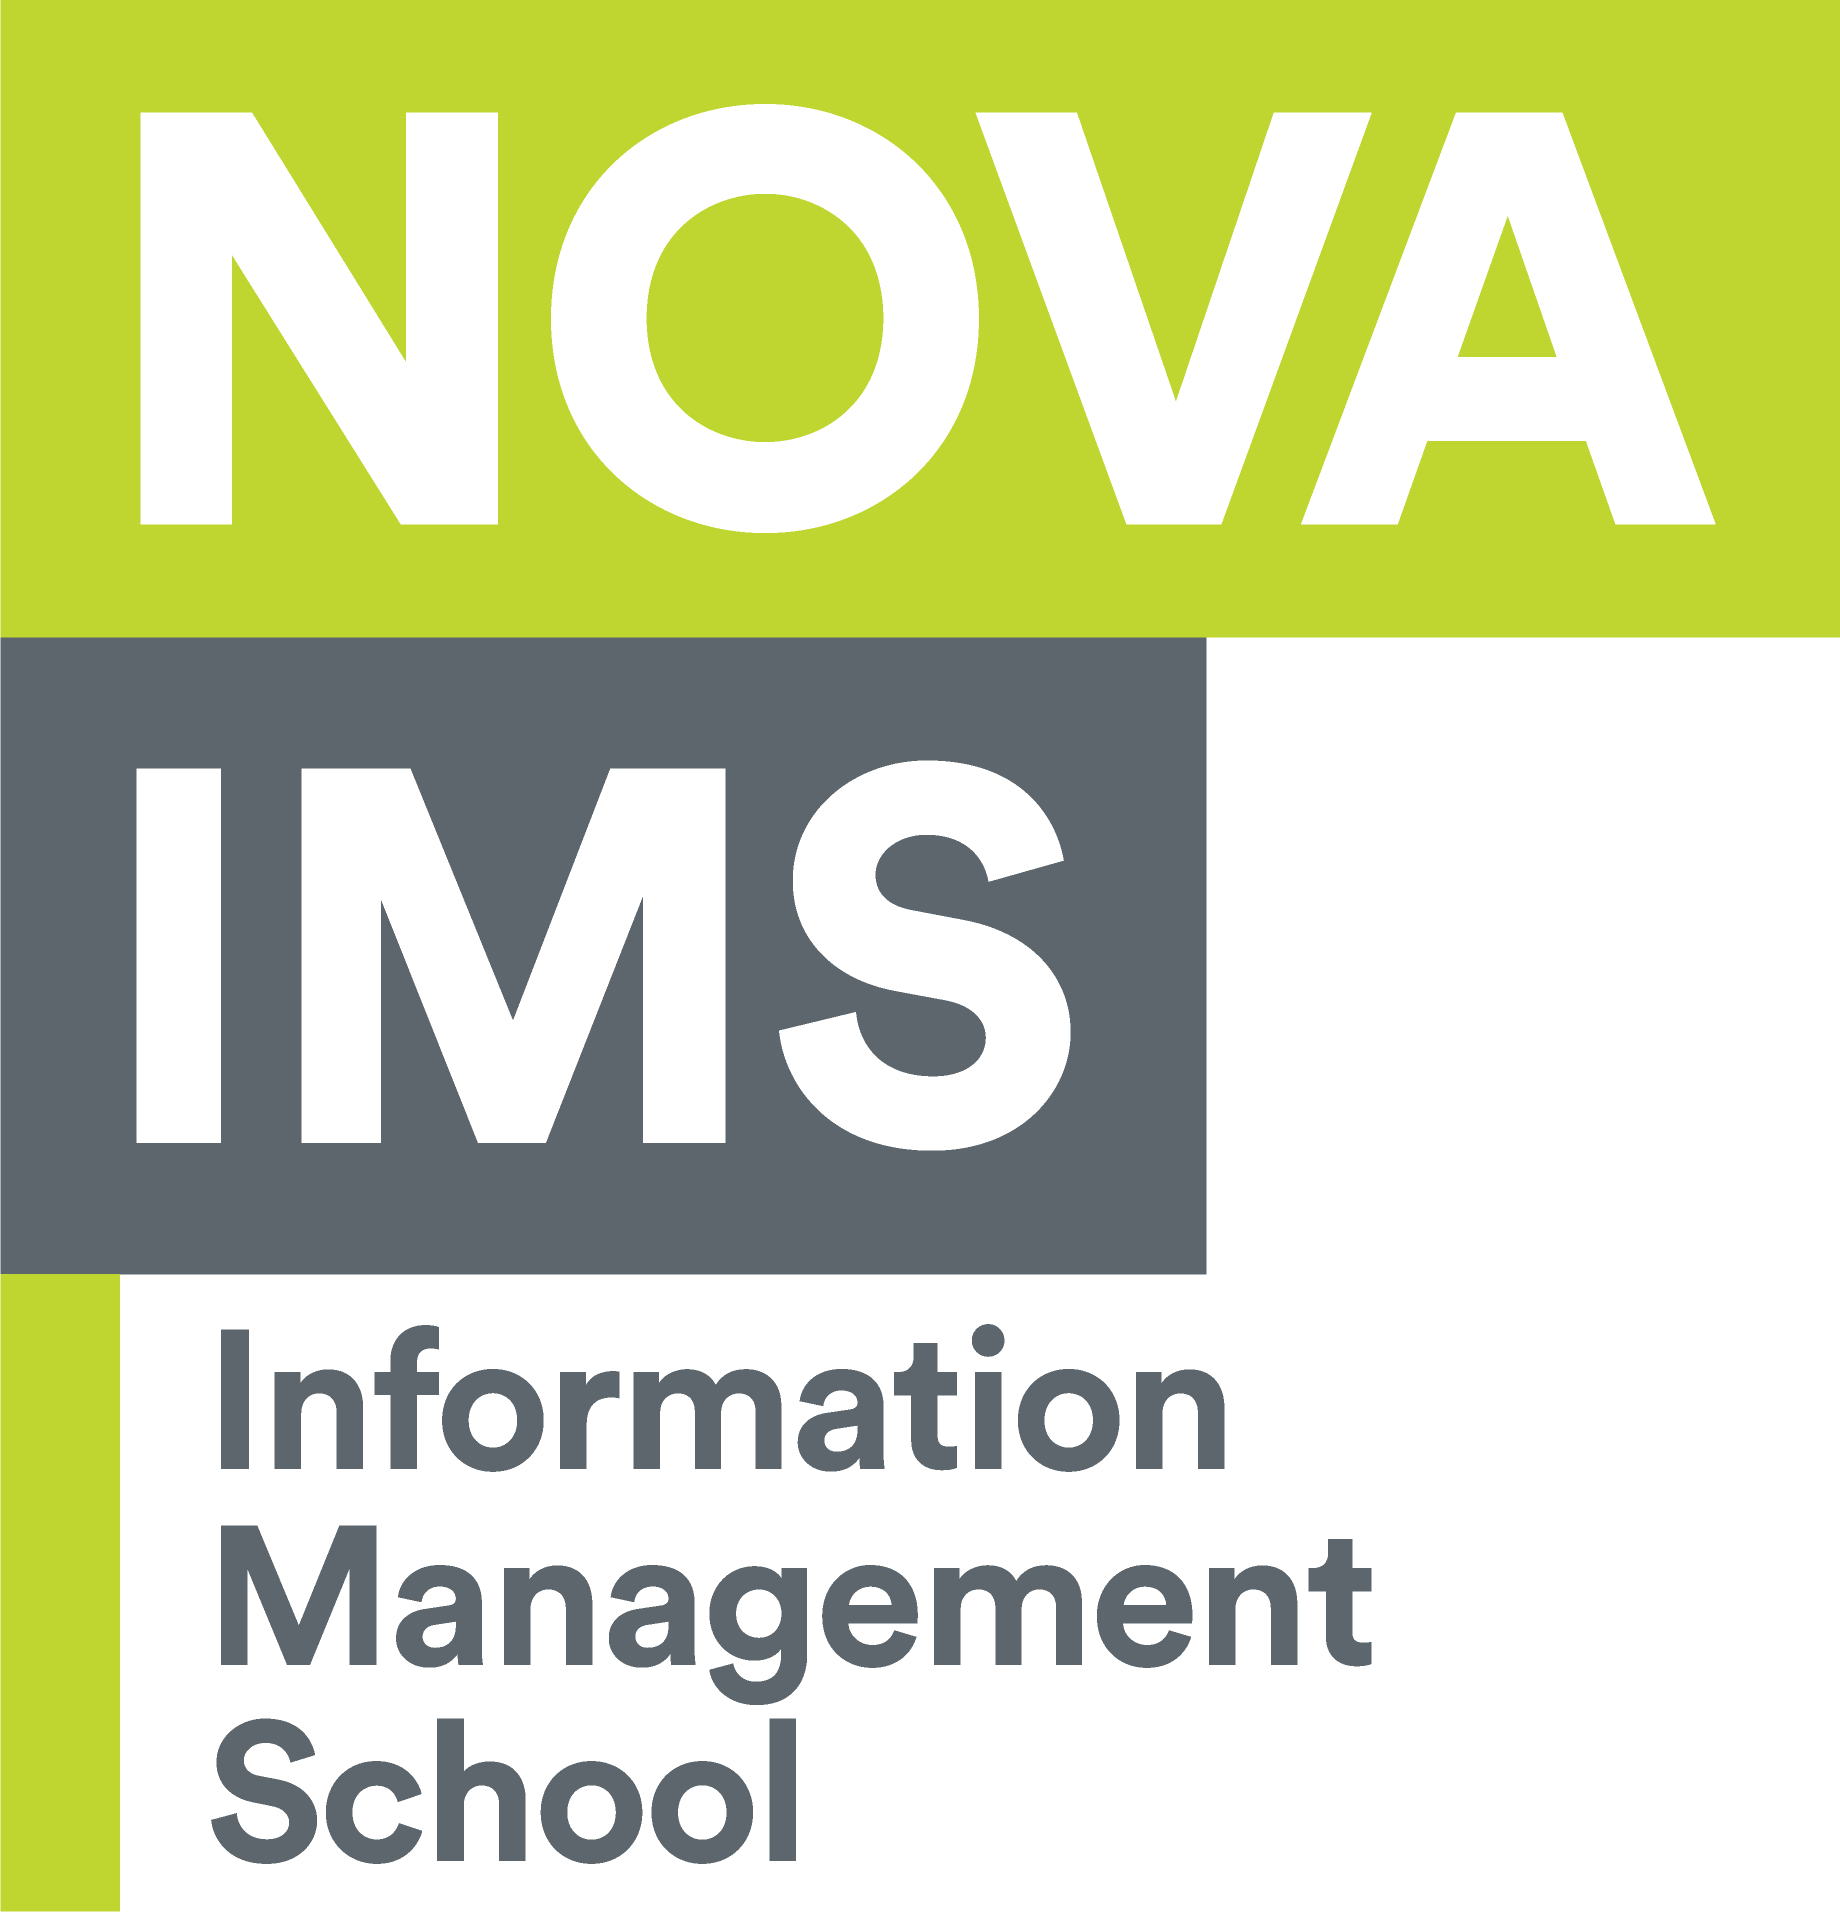 NOVA
IMS
Information
Management
School